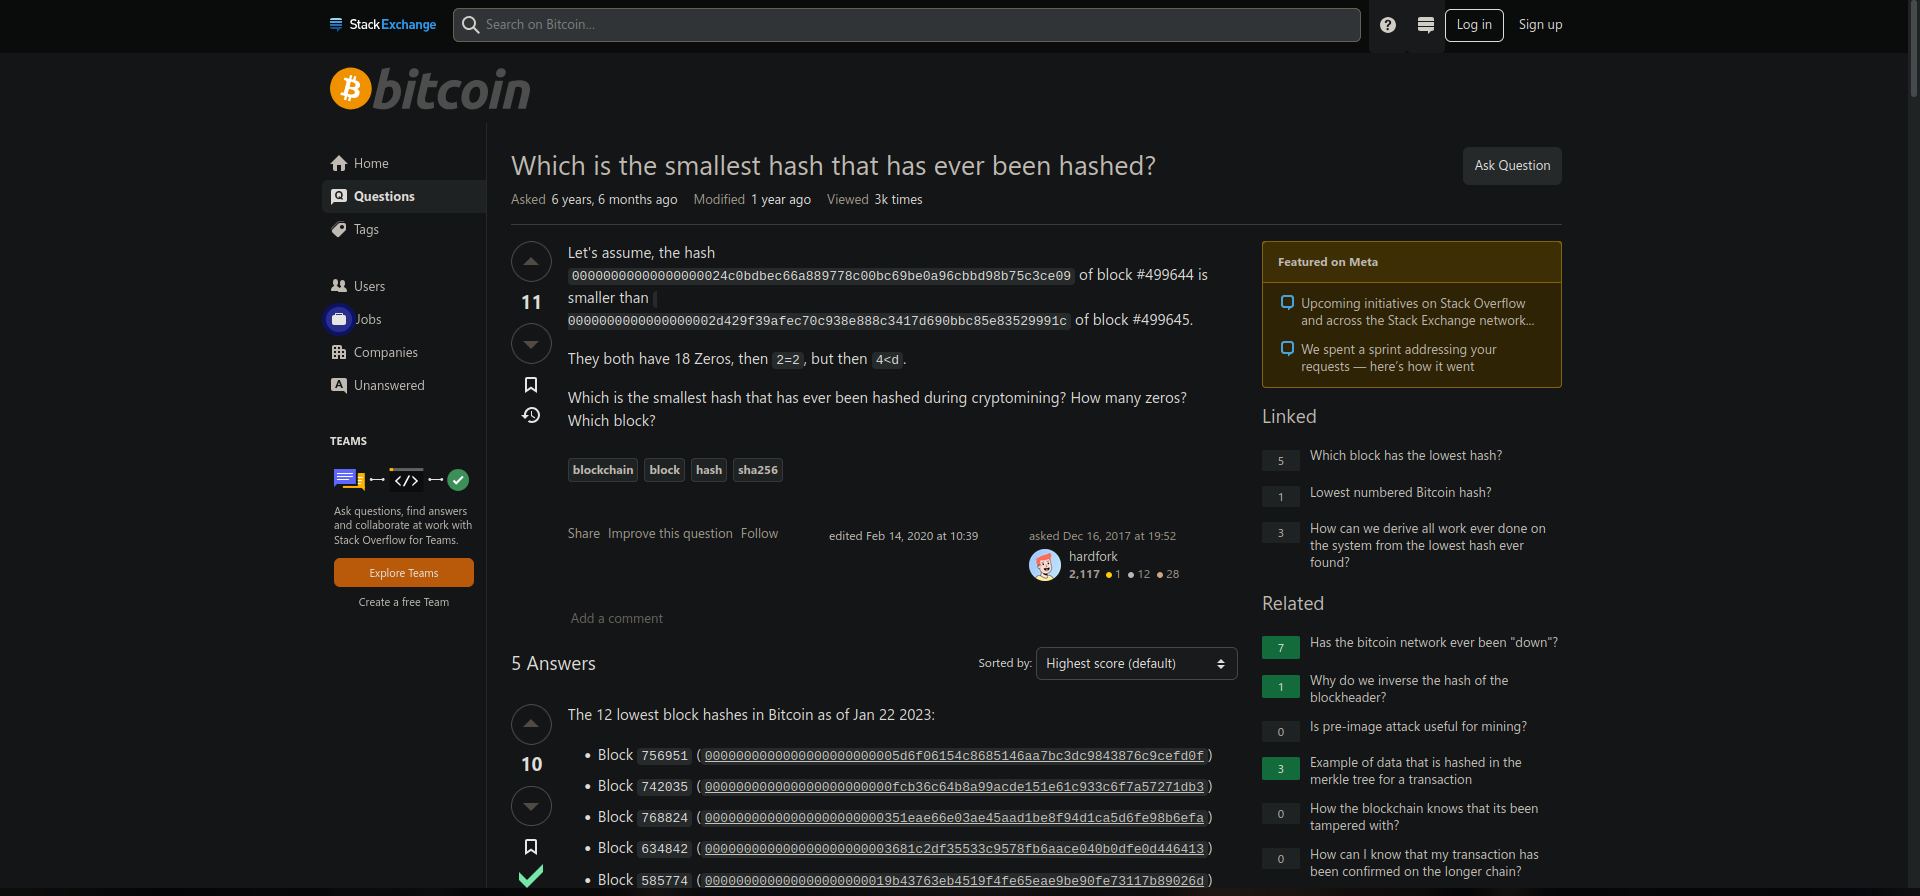 StackExchange
Search on Bitcoin...
Log in
Sign up
bitcoin
Home
Questions
Tags
Users
Jobs
Companies
Unanswered
TEAMS
Ask questions, find answers
and collaborate at work with
Stack Overflow for Teams.
Explore Teams
Create a free Team
Which is the smallest hash that has ever been hashed?
Ask Question
Asked 6 years, 6 months ago Modified 1 year ago Viewed 3k times
11
Let's assume, the hash
00000000000000000024c0bdbec66a889778c00bc69be0a96cbbd98b75c3ce09 of block #499644 is
smaller than
0000000000000000002d429f39afec70c938e888c3417d690bbc85e83529991c of block #499645.
They both have 18 Zeros, then 2=2, but then 4<d.
Which is the smallest hash that has ever been hashed during cryptomining? How many zeros?
Which block?
blockchain block hash sha256
Share Improve this question Follow
edited Feb 14, 2020 at 10:39
asked Dec 16, 2017 at 19:52
hardfork
2,117 1 12 28
Add a comment
5 Answers
Sorted by: Highest score (default)
10
The 12 lowest block hashes in Bitcoin as of Jan 22 2023:
• Block 756951 (0000000000000000000000005d6f06154c8685146aa7bc3dc9843876c9cefd0f)
• Block 742035 (000000000000000000000000fcb36c64b8a99acde151e61c933c6f7a57271db3)
• Block 768824 (00000000000000000000000351eae66e03ae45aad1be8f94d1ca5d6fe98b6efa)
• Block 634842 (000000000000000000000003681c2df35533c9578fb6aace040b0dfe0d446413)
• Block 585774 (0000000000000000000000019b43763eb4519f4fe65eae9be90fe73117b89026d)
Featured on Meta
Upcoming initiatives on Stack Overflow
and across the Stack Exchange network...
We spent a sprint addressing your
requests — here's how it went
Linked
5 Which block has the lowest hash?
1 Lowest numbered Bitcoin hash?
3 How can we derive all work ever done on
the system from the lowest hash ever
found?
Related
7 Has the bitcoin network ever been "down"?
1 Why do we inverse the hash of the
blockheader?
0 Is pre-image attack useful for mining?
3 Example of data that is hashed in the
merkle tree for a transaction
0 How the blockchain knows that its been
tampered with?
0 How can I know that my transaction has
been confirmed on the longer chain?